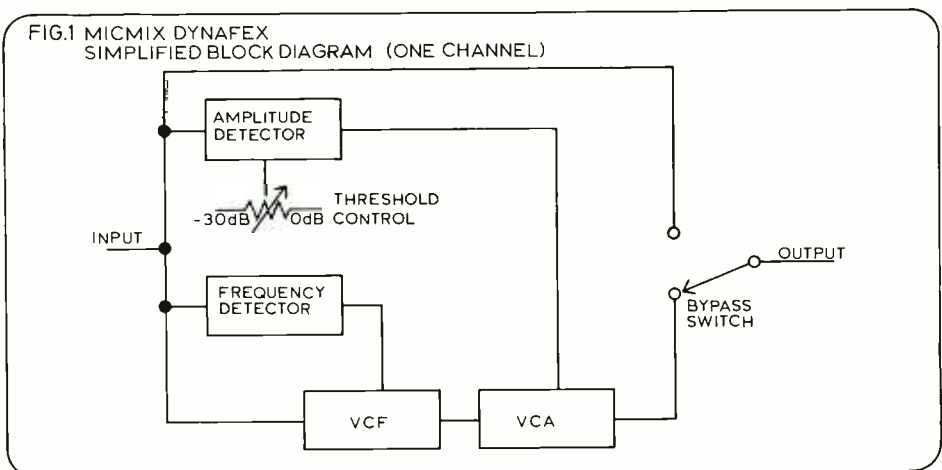 FIG.1 MICMIX DYNAFEX
SIMPLIFIED BLOCK DIAGRAM (ONE CHANNEL)
AMPLITUDE
DETECTOR
-30dB 0dB
THRESHOLD
CONTROL
INPUT
OUTPUT
FREQUENCY
DETECTOR
BYPASS
SWITCH
VCF
VCA